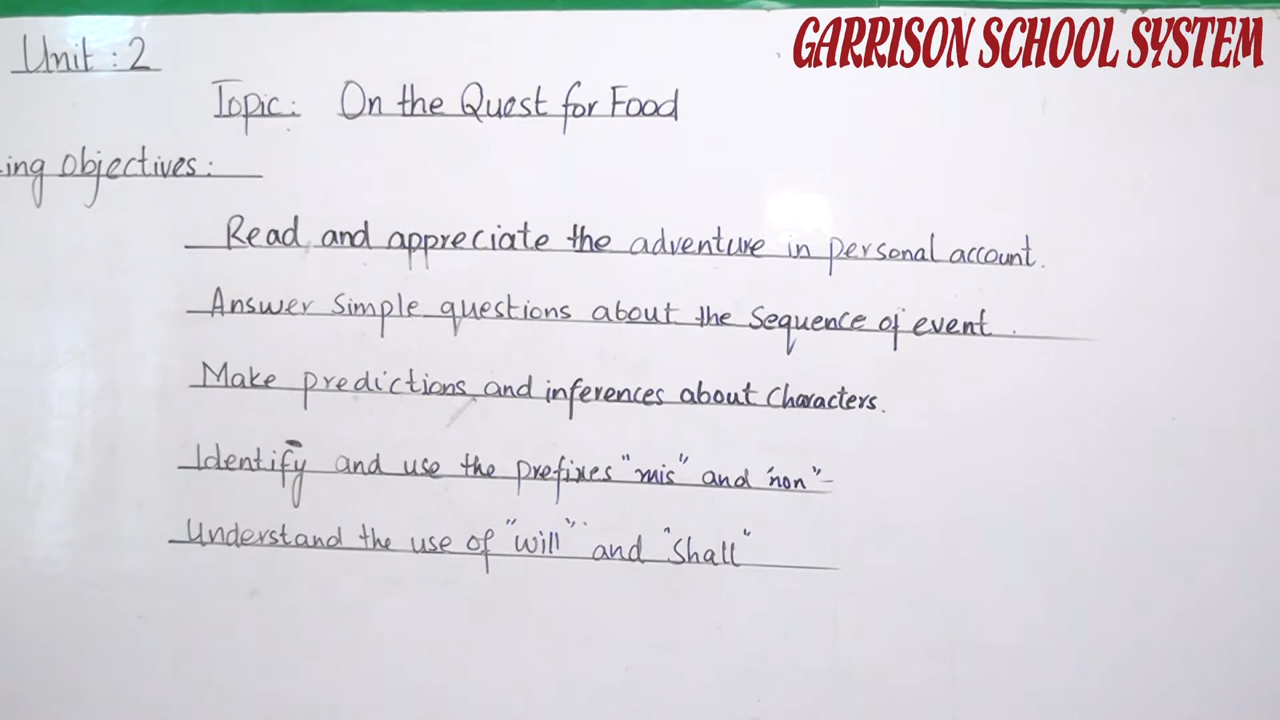 GARRISON SCHOOL SYSTEM
Unit : 2
Topic: On the Quest for Food
ing Objectives:
Read and appreciate the adventure in personal account.
Answer Simple questions about the Sequence of event.
Make predictions and inferences about Characters.
Identify and use the prefixes "mis" and "non"-
Understand the use of "will" and "Shall"